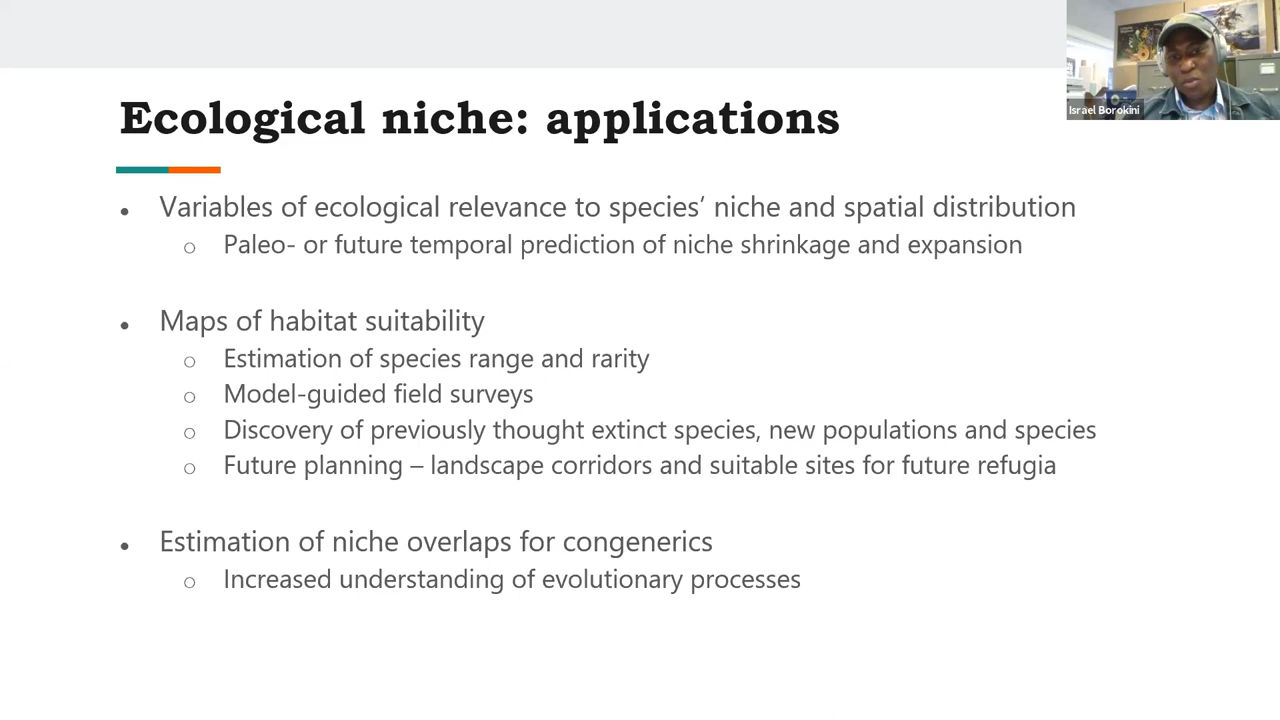 Ecological niche: applications
Israel Borokini
• Variables of ecological relevance to species’ niche and spatial distribution
○ Paleo- or future temporal prediction of niche shrinkage and expansion
• Maps of habitat suitability
○ Estimation of species range and rarity
○ Model-guided field surveys
○ Discovery of previously thought extinct species, new populations and species
○ Future planning – landscape corridors and suitable sites for future refugia
• Estimation of niche overlaps for congenerics
○ Increased understanding of evolutionary processes